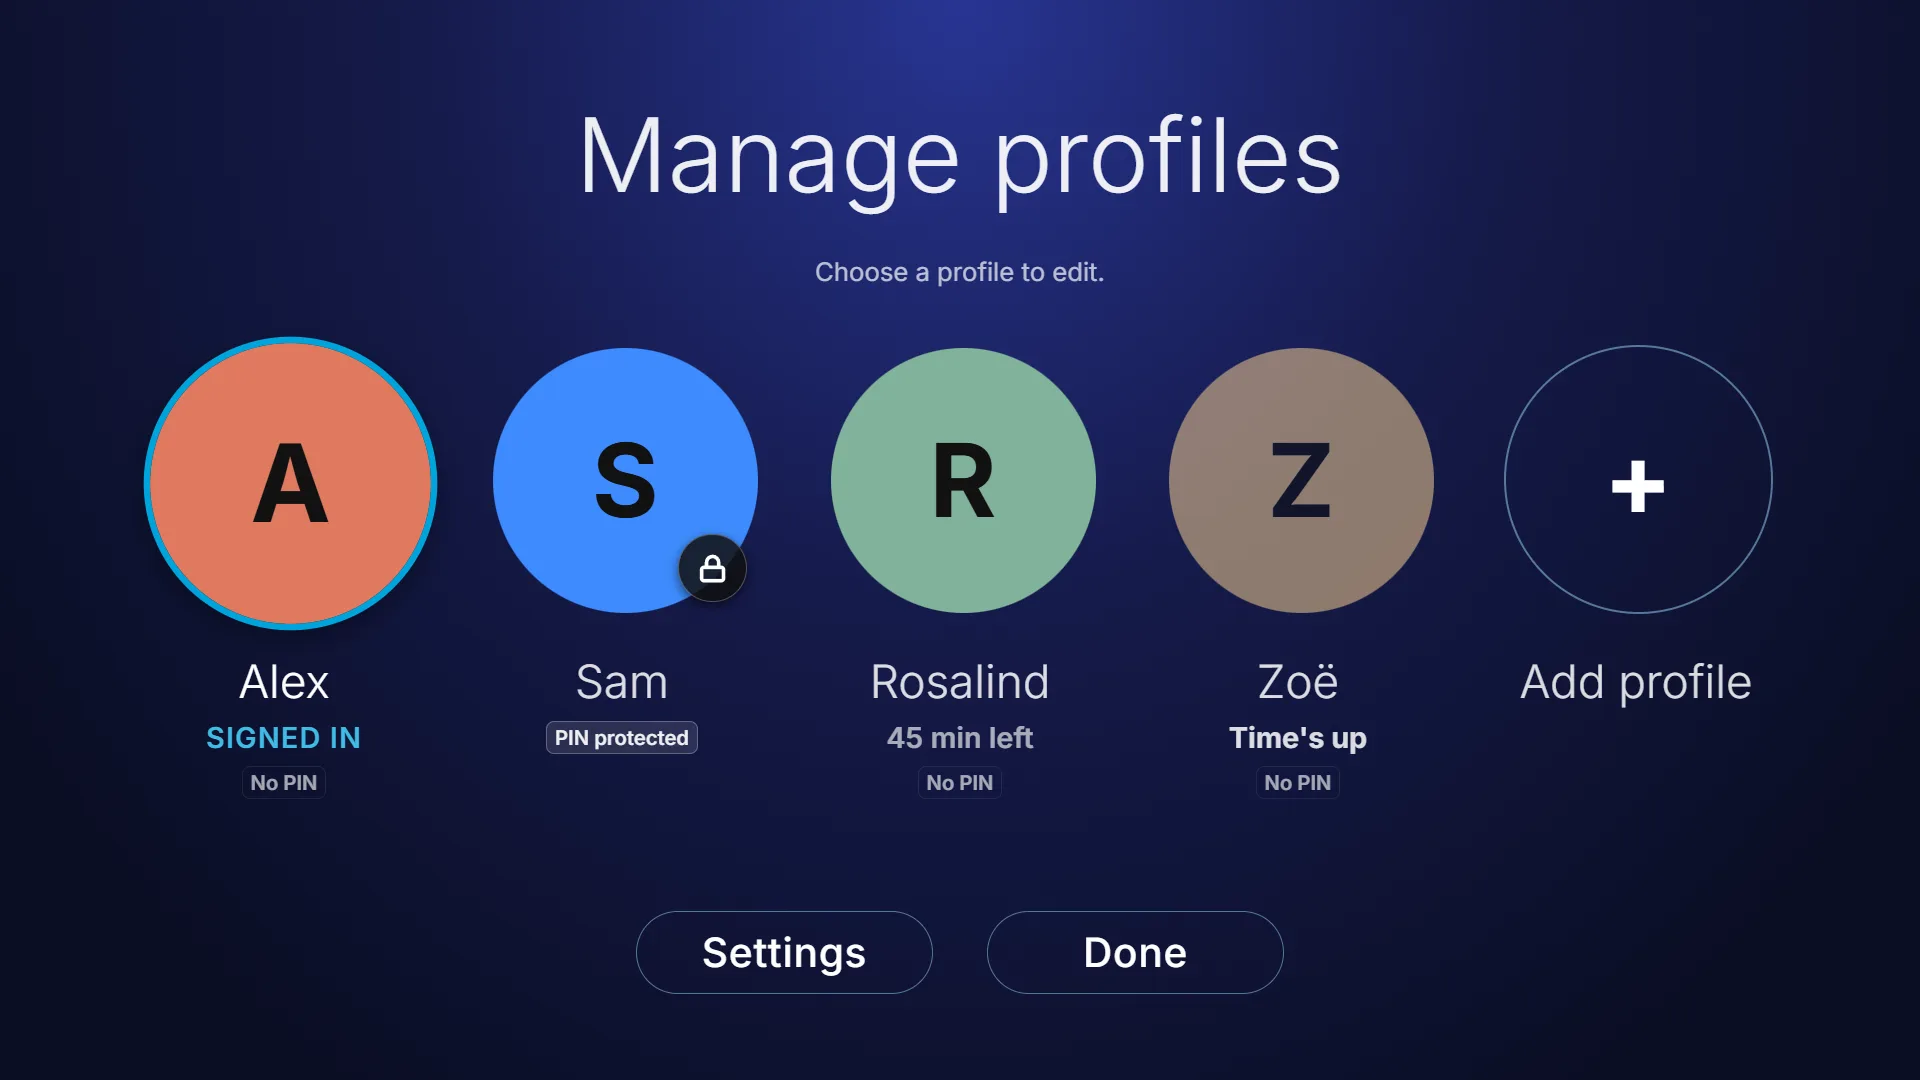 Manage profiles
Choose a profile to edit.
A
S
R
Z
+
Alex
Sam
Rosalind
Zoë
Add profile
SIGNED IN
PIN protected
45 min left
Time's up
No PIN
No PIN
No PIN
Settings
Done